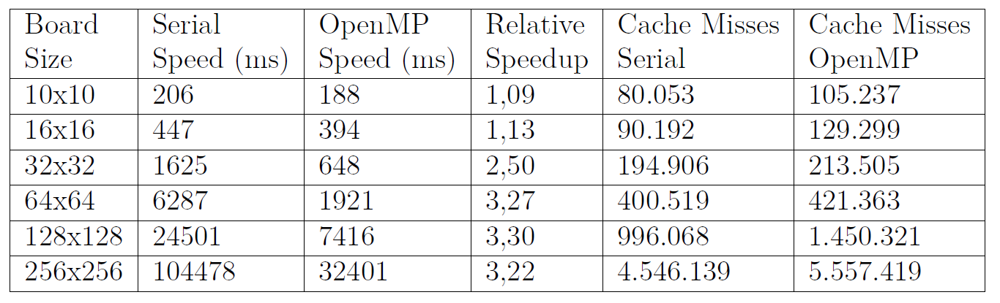 Board Size | Serial Speed (ms) | OpenMP Speed (ms) | Relative Speedup | Cache Misses Serial | Cache Misses OpenMP
10x10 | 206 | 188 | 1,09 | 80.053 | 105.237
16x16 | 447 | 394 | 1,13 | 90.192 | 129.299
32x32 | 1625 | 648 | 2,50 | 194.906 | 213.505
64x64 | 6287 | 1921 | 3,27 | 400.519 | 421.363
128x128 | 24501 | 7416 | 3,30 | 996.068 | 1.450.321
256x256 | 104478 | 32401 | 3,22 | 4.546.139 | 5.557.419